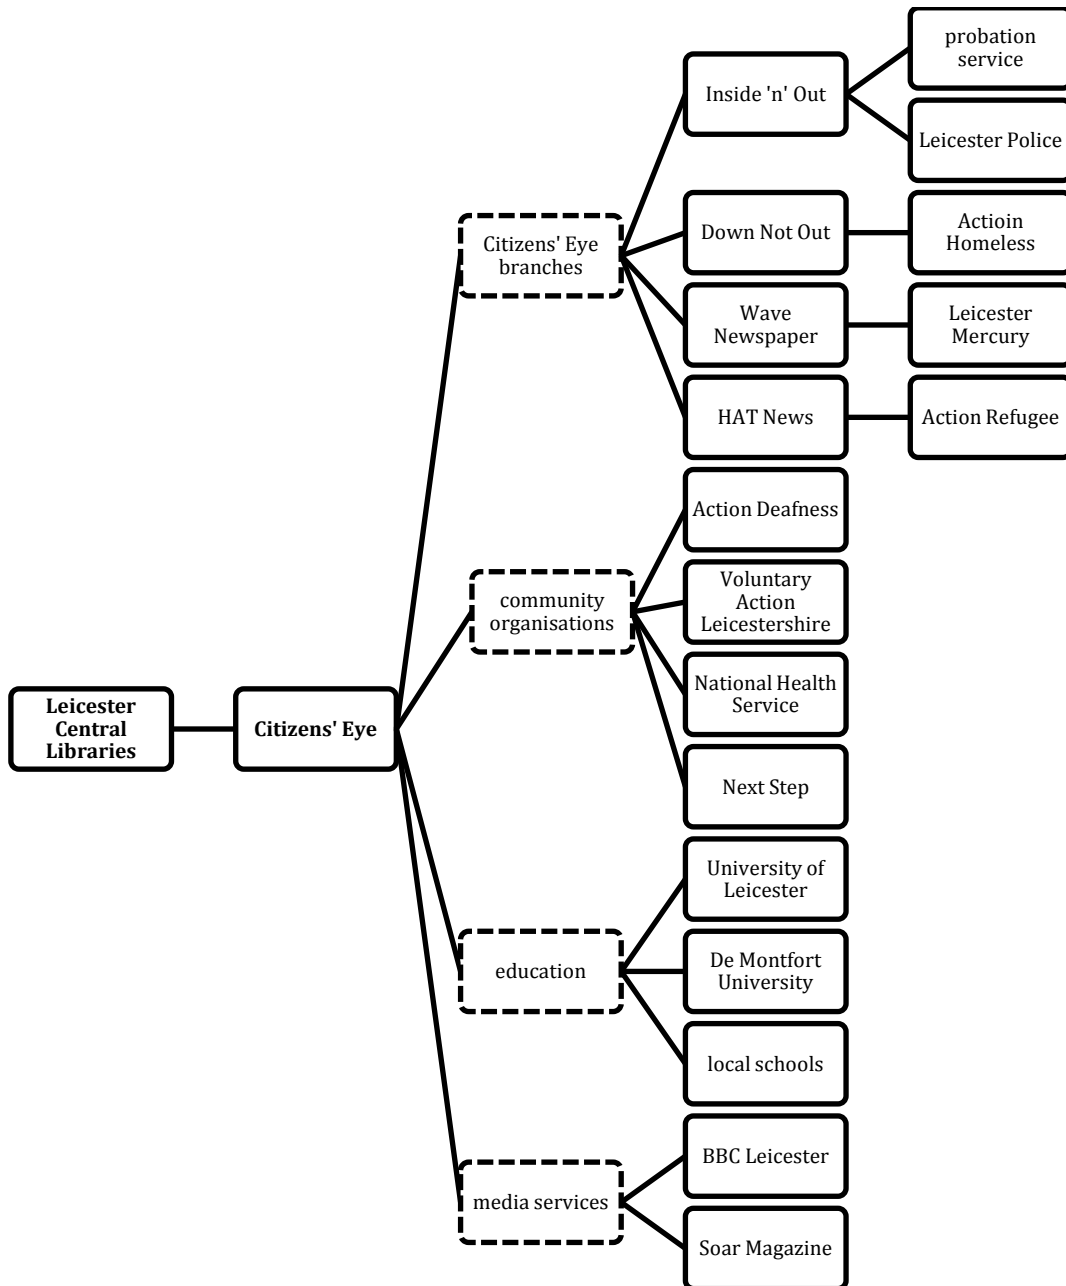 Leicester
Central
Libraries
Citizens' Eye
Citizens' Eye
branches
Inside 'n' Out
probation
service
Leicester Police
Down Not Out
Actioin
Homeless
Wave
Newspaper
Leicester
Mercury
HAT News
Action Refugee
community
organisations
Action Deafness
Voluntary
Action
Leicestershire
National Health
Service
Next Step
education
University of
Leicester
De Montfort
University
local schools
media services
BBC Leicester
Soar Magazine